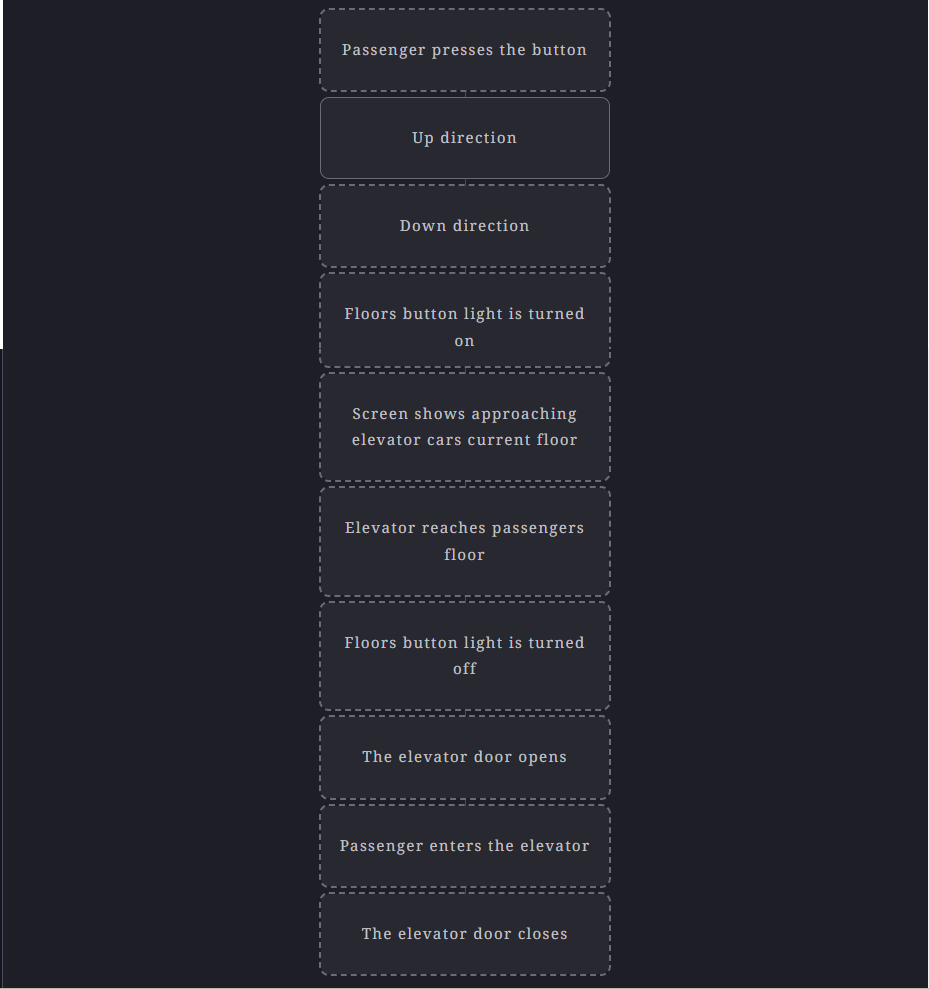 Passenger presses the button
Up direction
Down direction
Floors button light is turned
on
Screen shows approaching
elevator cars current floor
Elevator reaches passengers
floor
Floors button light is turned
off
The elevator door opens
Passenger enters the elevator
The elevator door closes